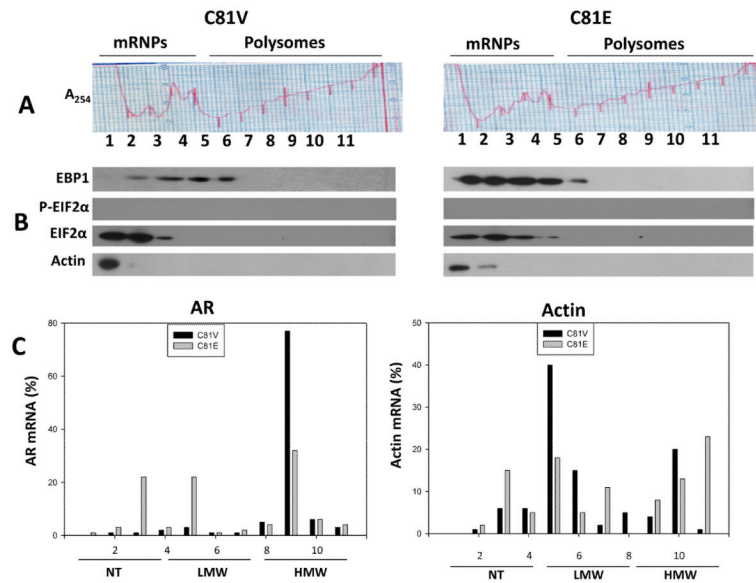 C81V C81E
mRNPs Polysomes mRNPs Polysomes
A A254
1 2 3 4 5 6 7 8 9 10 11 1 2 3 4 5 6 7 8 9 10 11
EBP1
P-EIF2α
B
EIF2α
Actin
AR Actin
C
80 50
C81V C81V
C81E C81E
60 40
AR mRNA (%) Actin mRNA (%)
40 30
20
20 10
0 0
2 4 6 8 10 2 4 6 8 10
NT LMW HMW NT LMW HMW